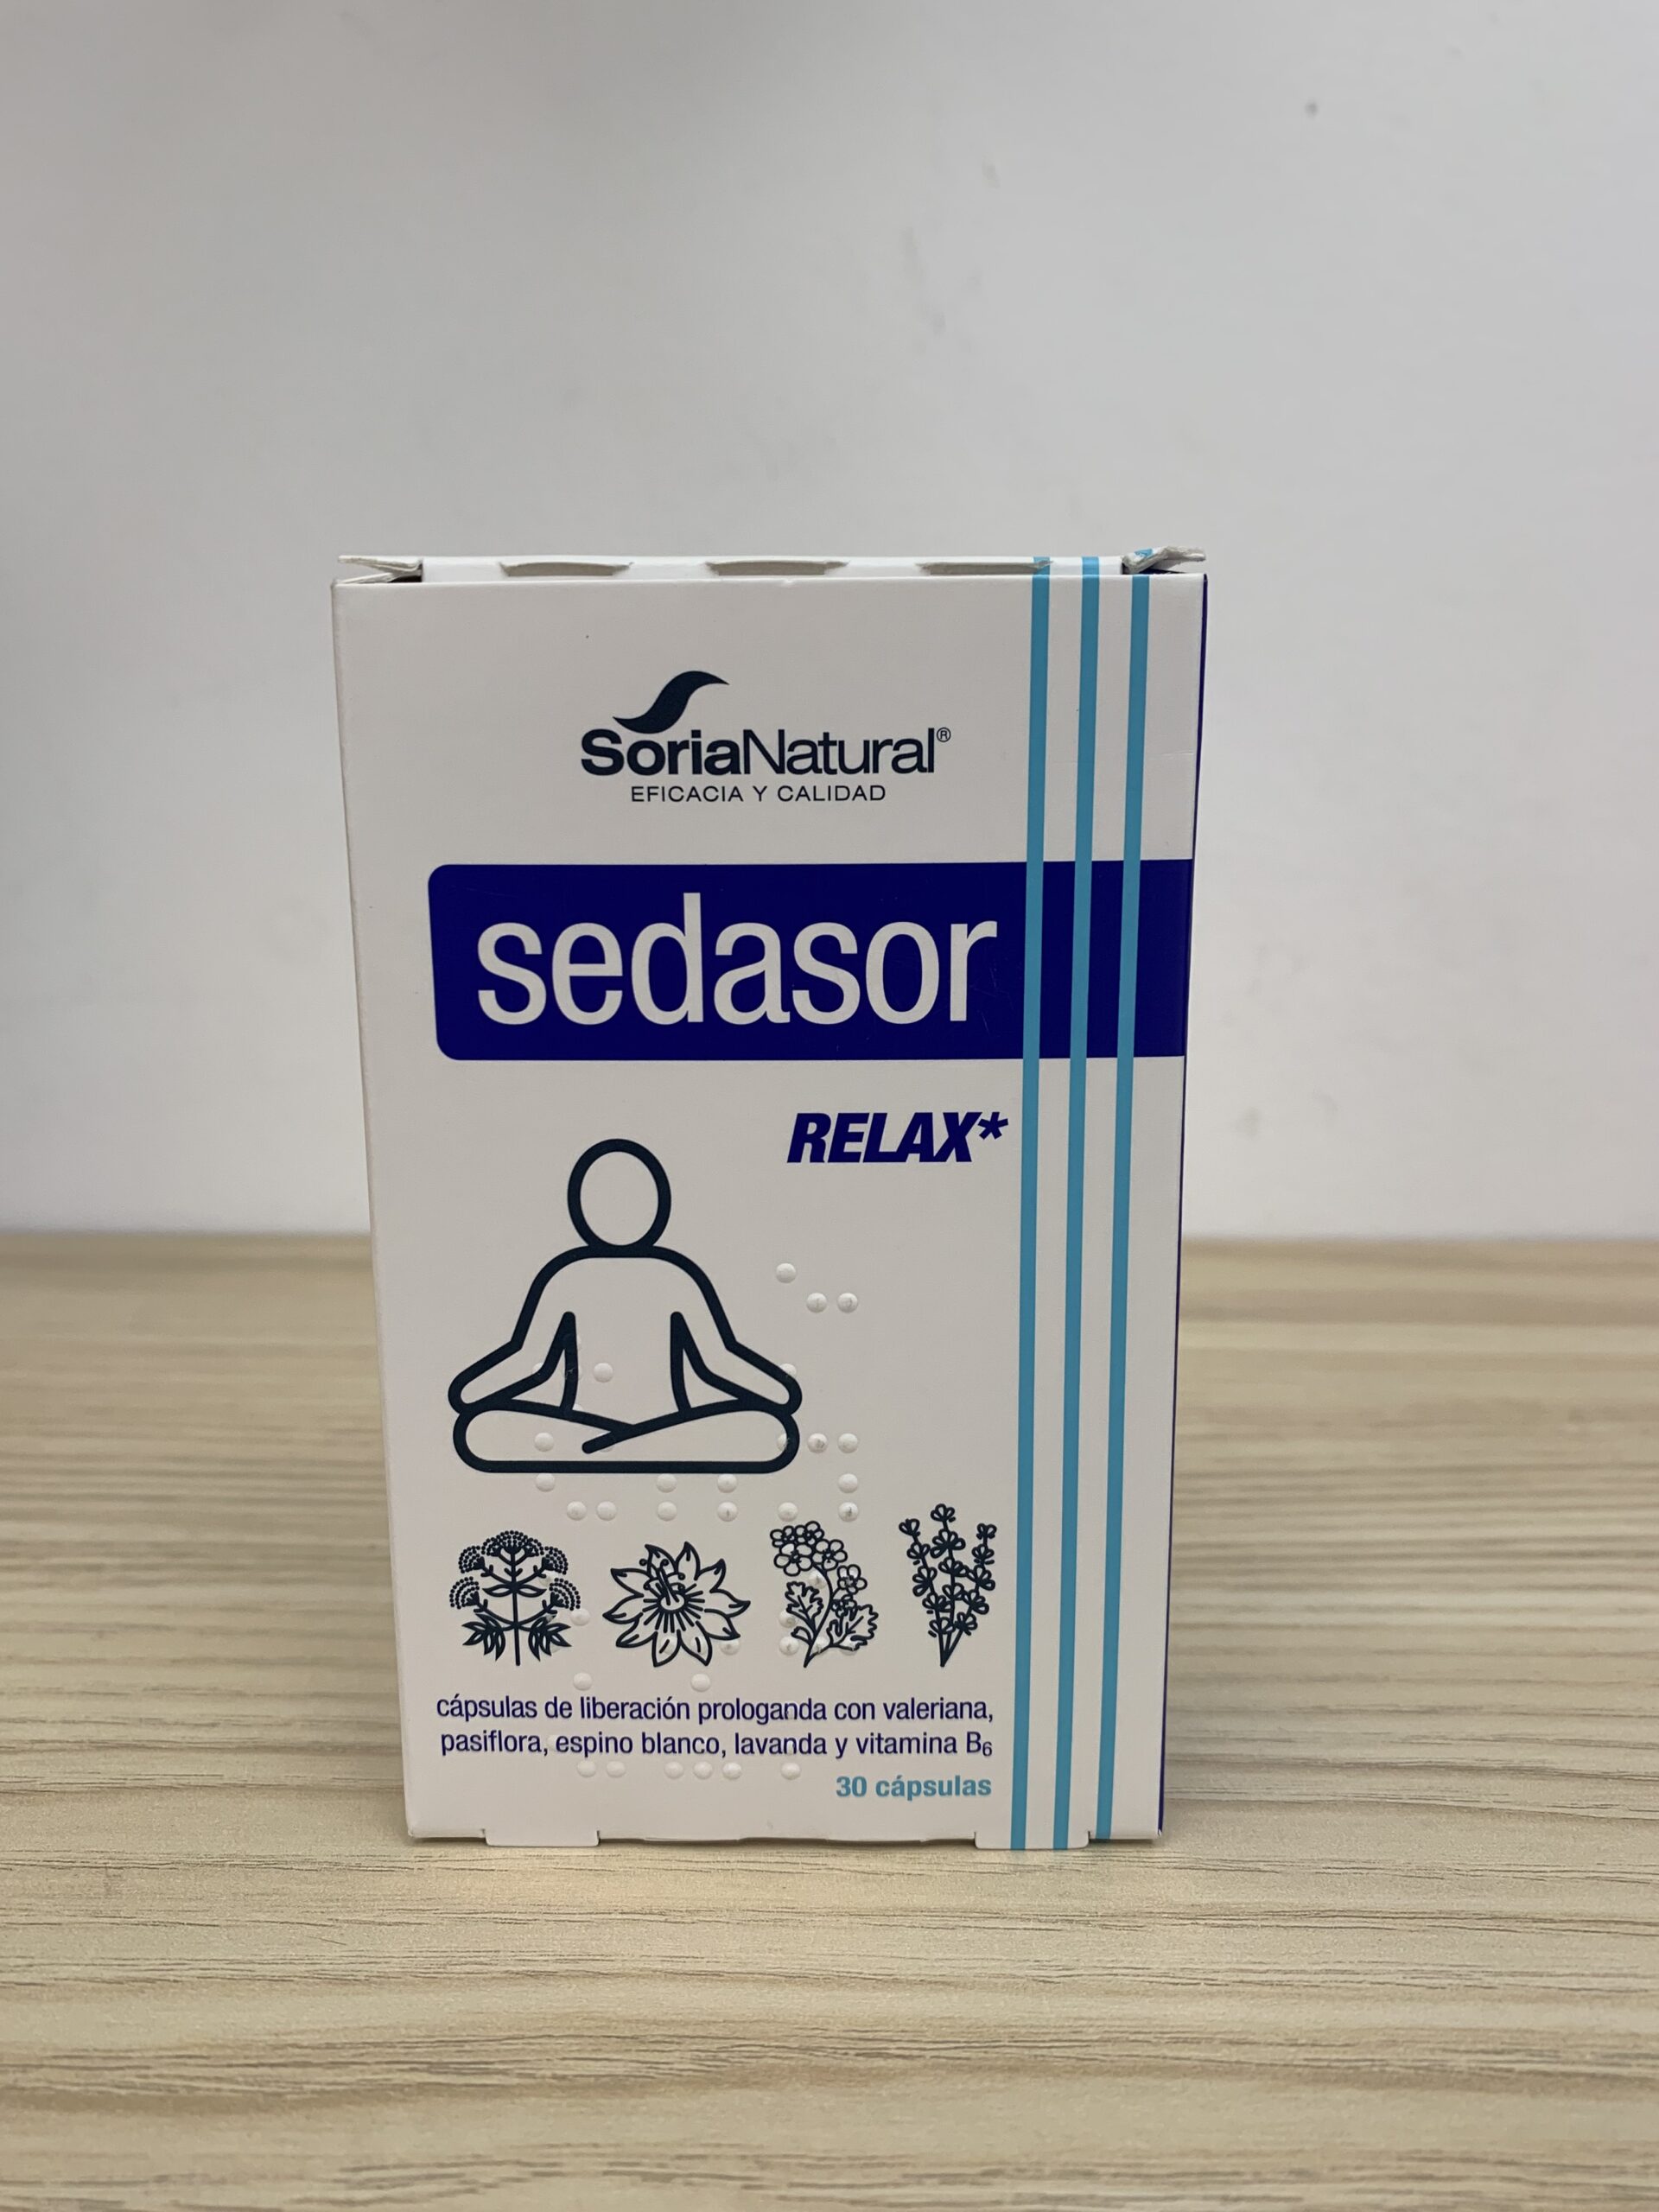 SoriaNatural®
EFICACIA Y CALIDAD
sedasor
RELAX*
cápsulas de liberación prologanda con valeriana,
pasiflora, espino blanco, lavanda y vitamina B₆
30 cápsulas